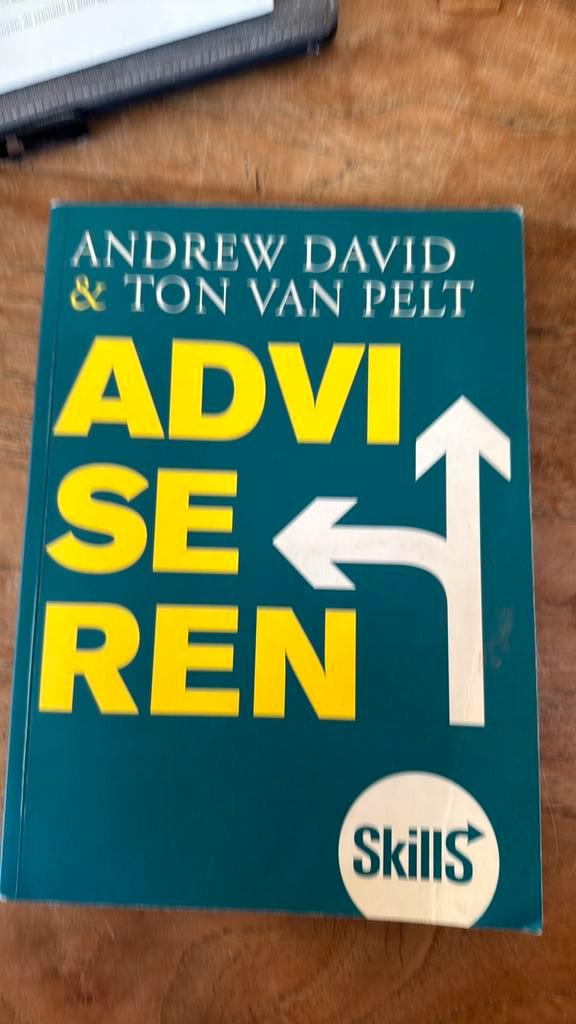 ANDREW DAVID
& TON VAN PELT
ADVI
SE
REN
Skills